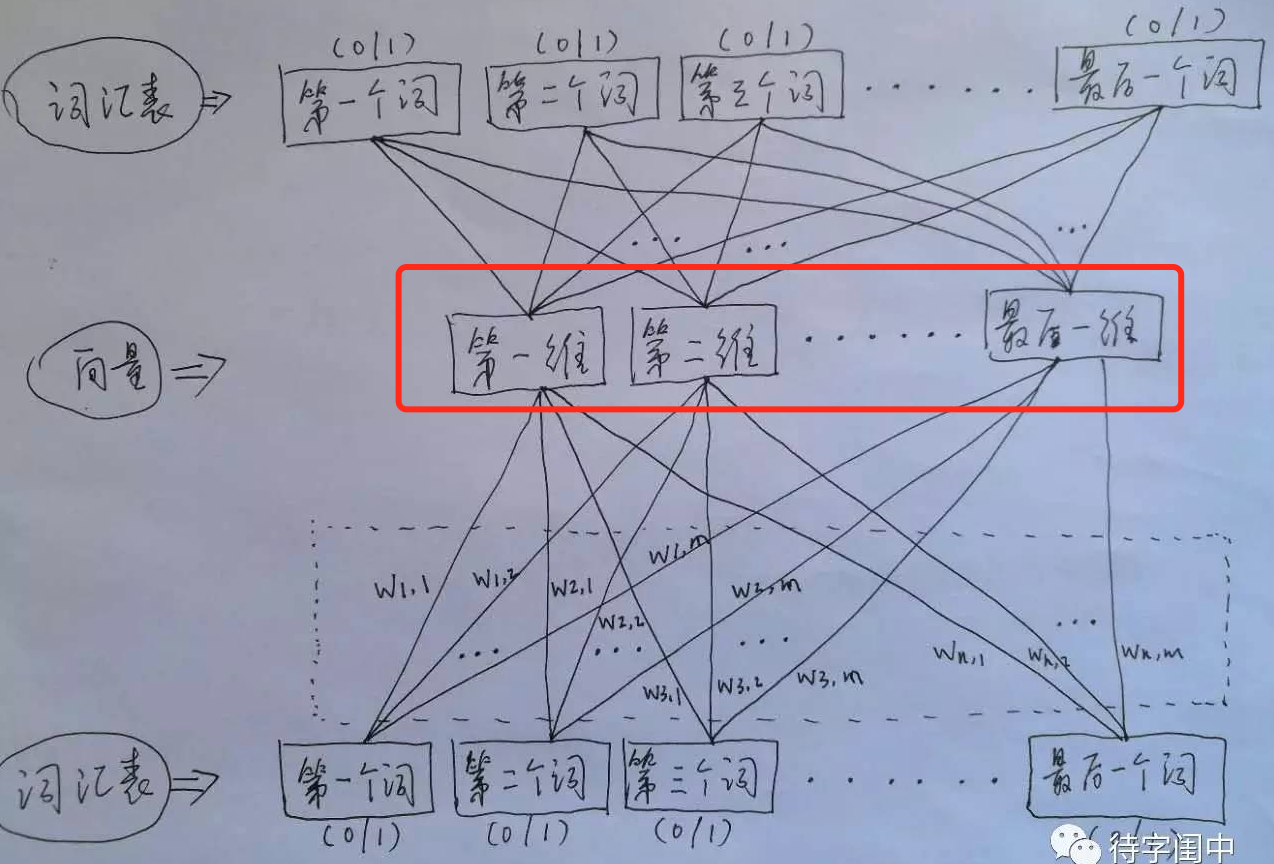 (0/1) (0/1) (0/1) (0/1)
词汇表 ⇒ 第一个词 第二个词 第三个词 ······· 最后一个词
··· ··· ···
向量 ⇒ 第一维 第二维 ······· 最后一维
W1,1 W1,2 W2,1 W1,m W2,m
W2,2
··· ··· ··· ···
W3,1 W3,2 W3,m Wn,1 Wn,2 Wn,m
词汇表 ⇒ 第一个词 第二个词 第三个词 ······· 最后一个词
(0/1) (0/1) (0/1)
待字闺中